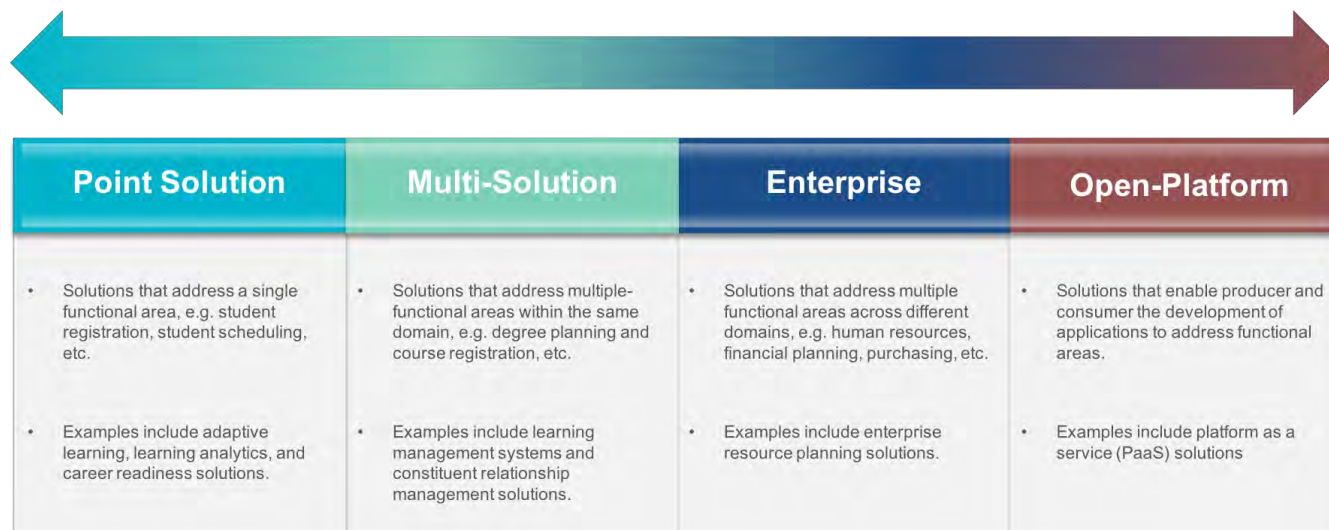 Point Solution
Multi-Solution
Enterprise
Open-Platform
• Solutions that address a single
functional area, e.g. student
registration, student scheduling,
etc.
• Examples include adaptive
learning, learning analytics, and
career readiness solutions.
• Solutions that address multiple-
functional areas within the same
domain, e.g. degree planning and
course registration, etc.
• Examples include learning
management systems and
constituent relationship
management solutions.
• Solutions that address multiple
functional areas across different
domains, e.g. human resources,
financial planning, purchasing, etc.
• Examples include enterprise
resource planning solutions.
• Solutions that enable producer and
consumer the development of
applications to address functional
areas.
• Examples include platform as a
service (PaaS) solutions